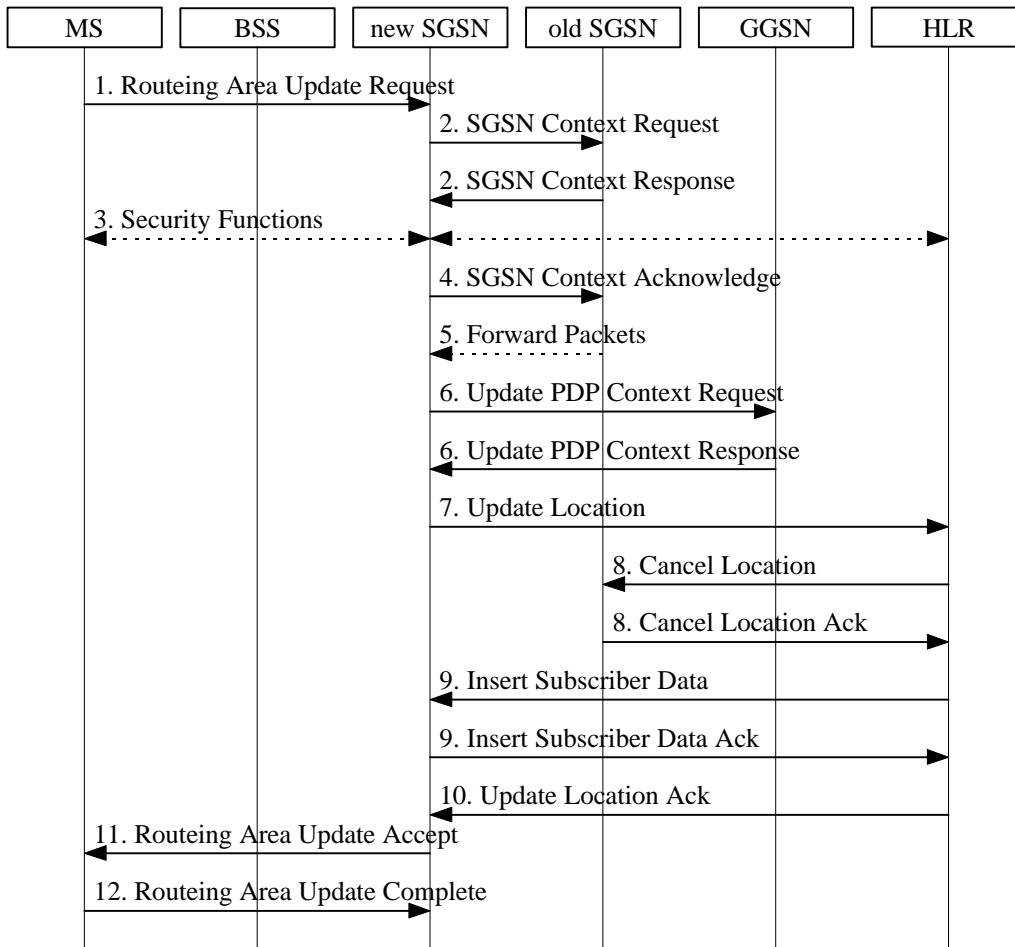 MS BSS new SGSN old SGSN GGSN HLR
1. Routeing Area Update Request
2. SGSN Context Request
2. SGSN Context Response
3. Security Functions
4. SGSN Context Acknowledge
5. Forward Packets
6. Update PDP Context Request
6. Update PDP Context Response
7. Update Location
8. Cancel Location
8. Cancel Location Ack
9. Insert Subscriber Data
9. Insert Subscriber Data Ack
10. Update Location Ack
11. Routeing Area Update Accept
12. Routeing Area Update Complete